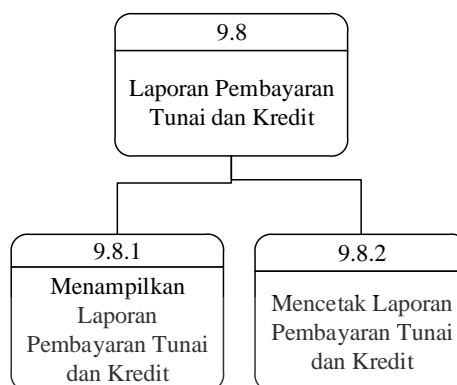 9.8
Laporan Pembayaran
Tunai dan Kredit
9.8.1
Menampilkan
Laporan
Pembayaran Tunai
dan Kredit
9.8.2
Mencetak Laporan
Pembayaran Tunai
dan Kredit